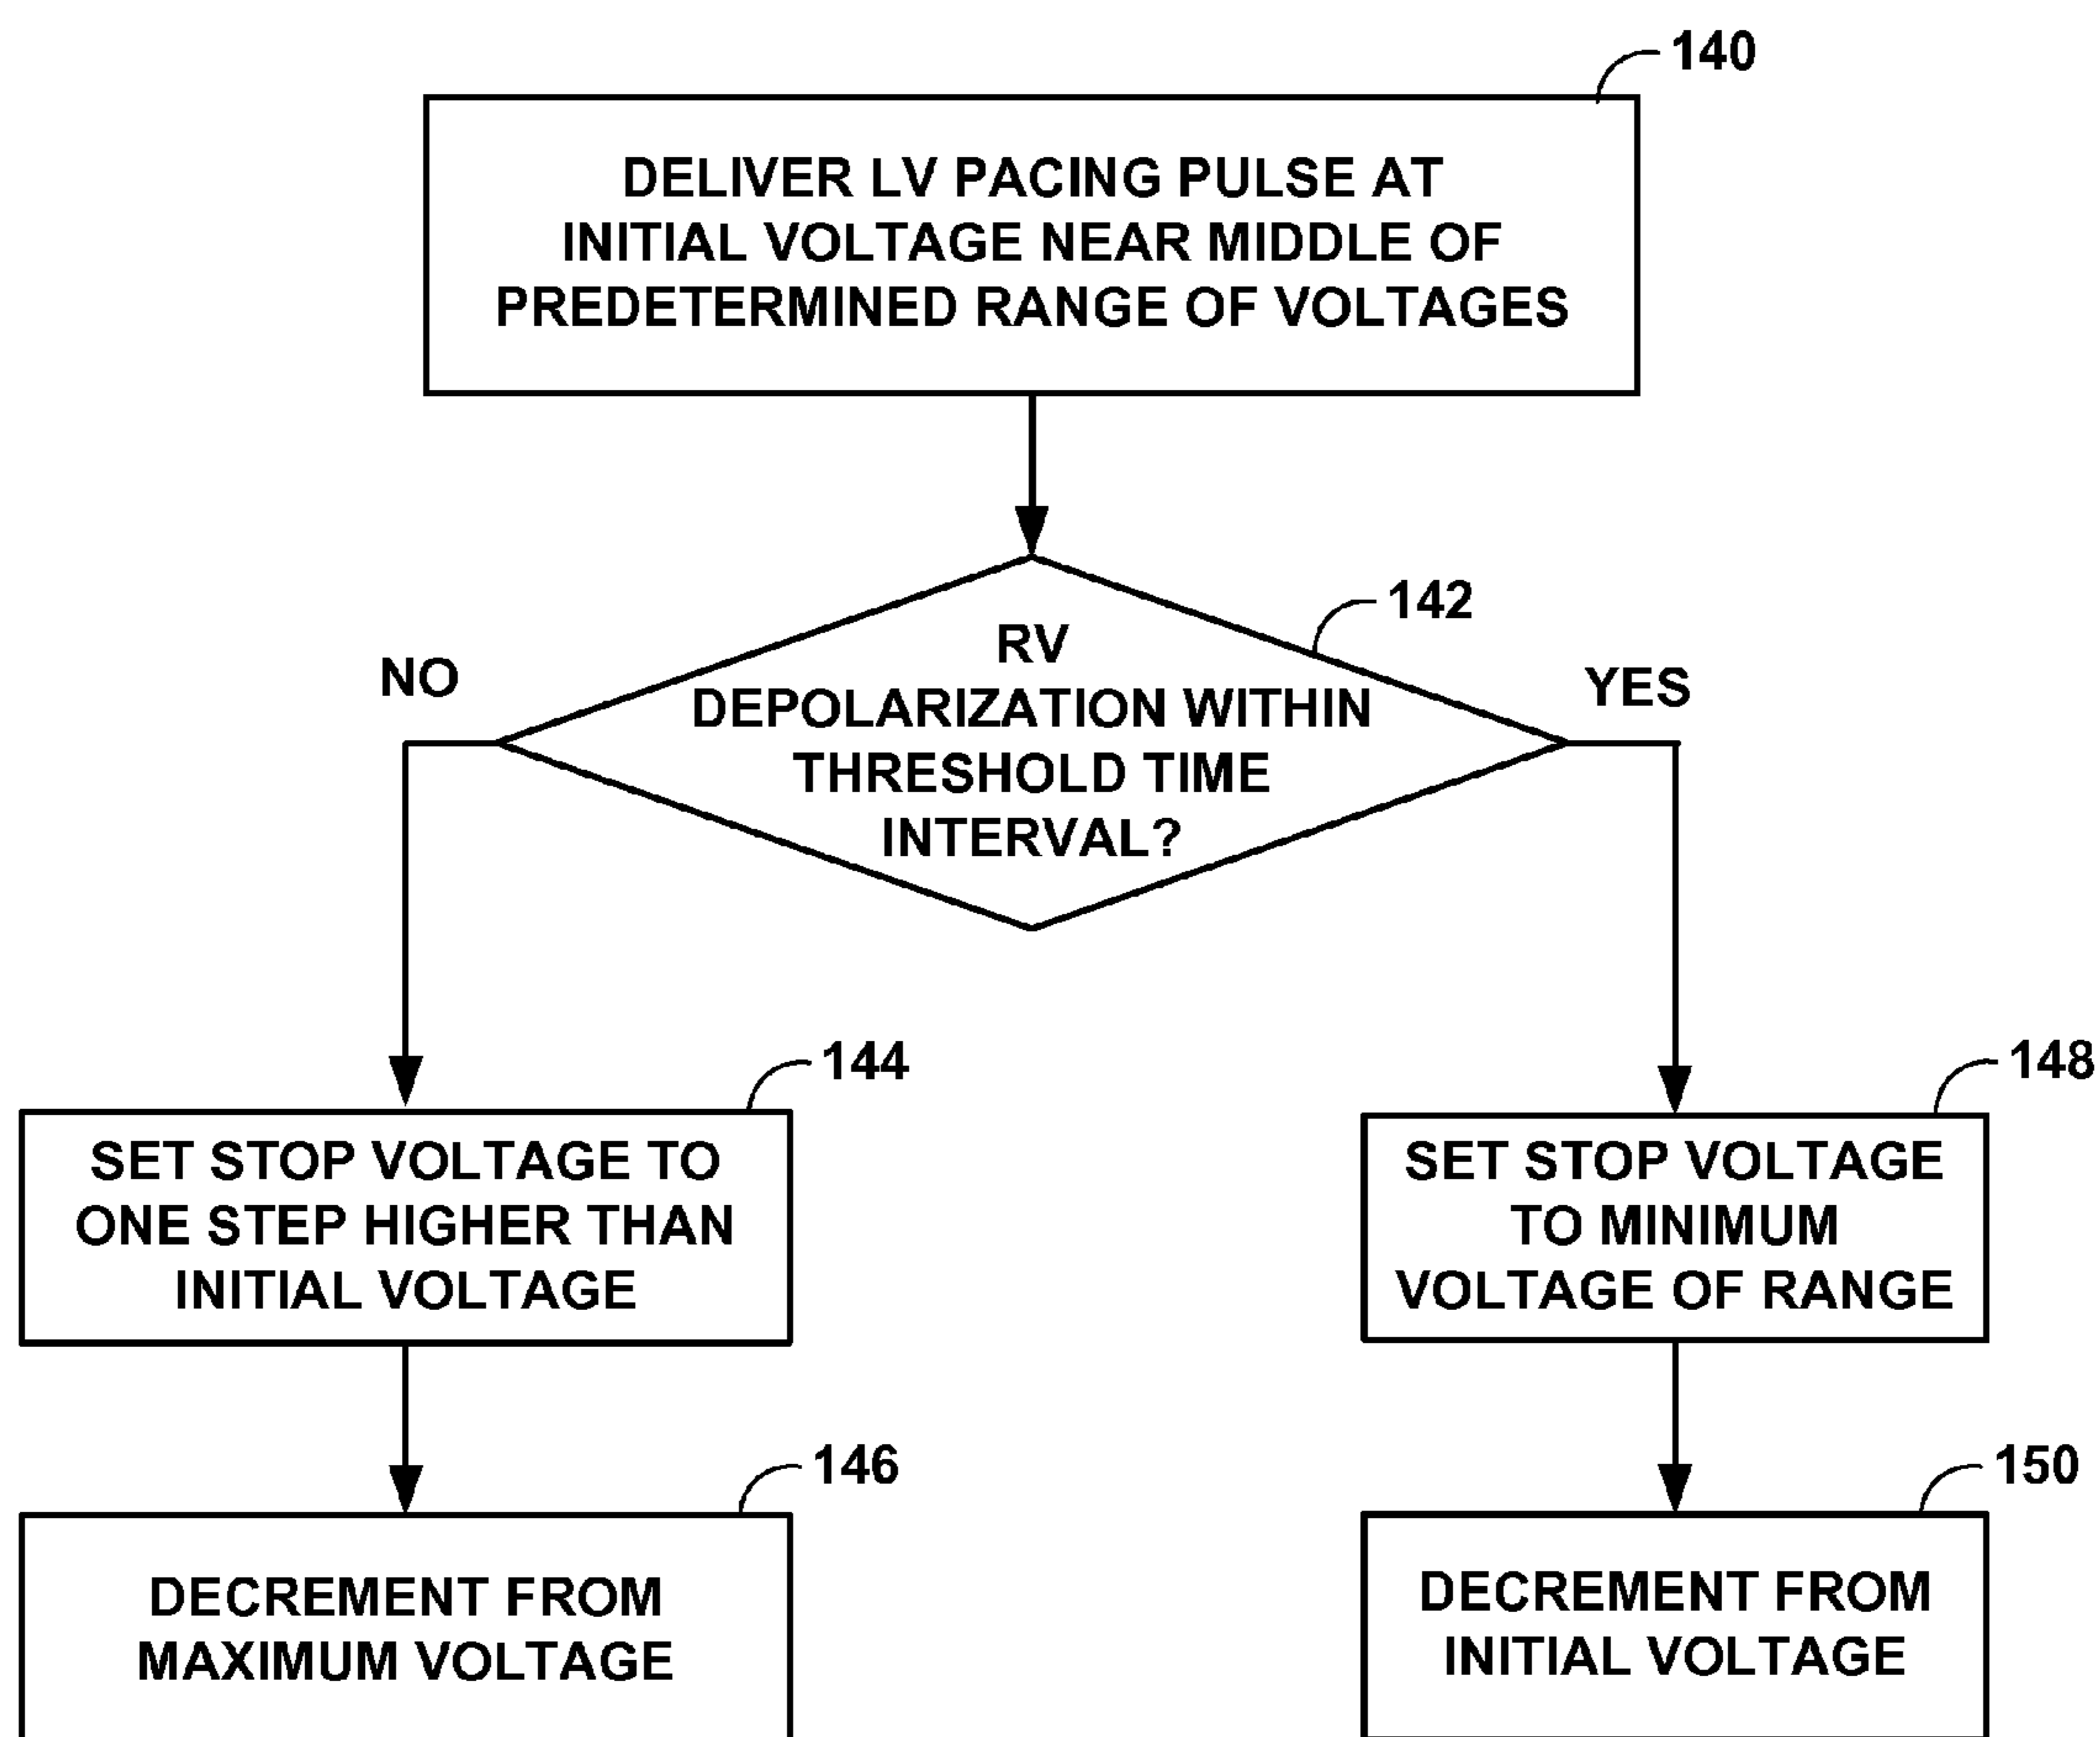 140
DELIVER LV PACING PULSE AT
INITIAL VOLTAGE NEAR MIDDLE OF
PREDETERMINED RANGE OF VOLTAGES
142
RV
DEPOLARIZATION WITHIN
THRESHOLD TIME
INTERVAL?
NO
YES
144
SET STOP VOLTAGE TO
ONE STEP HIGHER THAN
INITIAL VOLTAGE
148
SET STOP VOLTAGE
TO MINIMUM
VOLTAGE OF RANGE
146
DECREMENT FROM
MAXIMUM VOLTAGE
150
DECREMENT FROM
INITIAL VOLTAGE